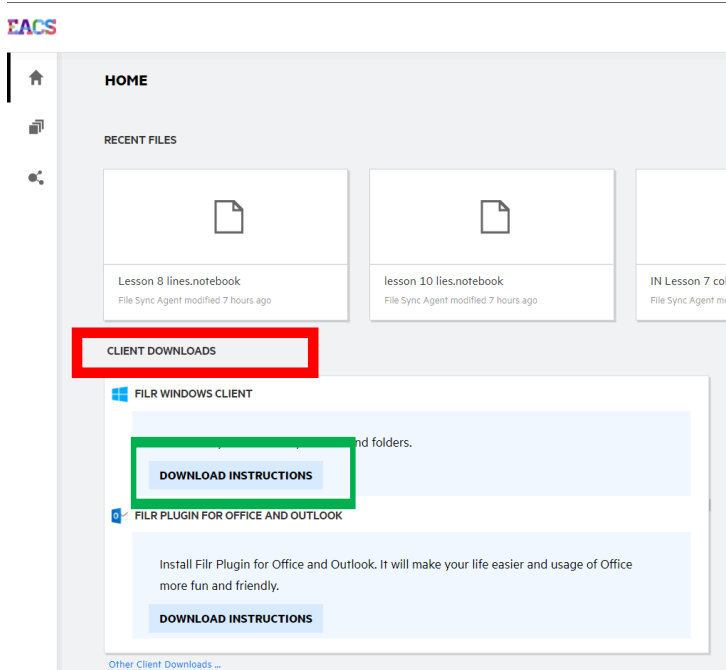 EACS
HOME
RECENT FILES
Lesson 8 lines.notebook
File Sync Agent modified 7 hours ago
lesson 10 lies.notebook
File Sync Agent modified 7 hours ago
IN Lesson 7
File Sync Agent
CLIENT DOWNLOADS
FILR WINDOWS CLIENT
and folders.
DOWNLOAD INSTRUCTIONS
FILR PLUGIN FOR OFFICE AND OUTLOOK
Install Filr Plugin for Office and Outlook. It will make your life easier and usage of Office
more fun and friendly.
DOWNLOAD INSTRUCTIONS
Other Client Downloads ...